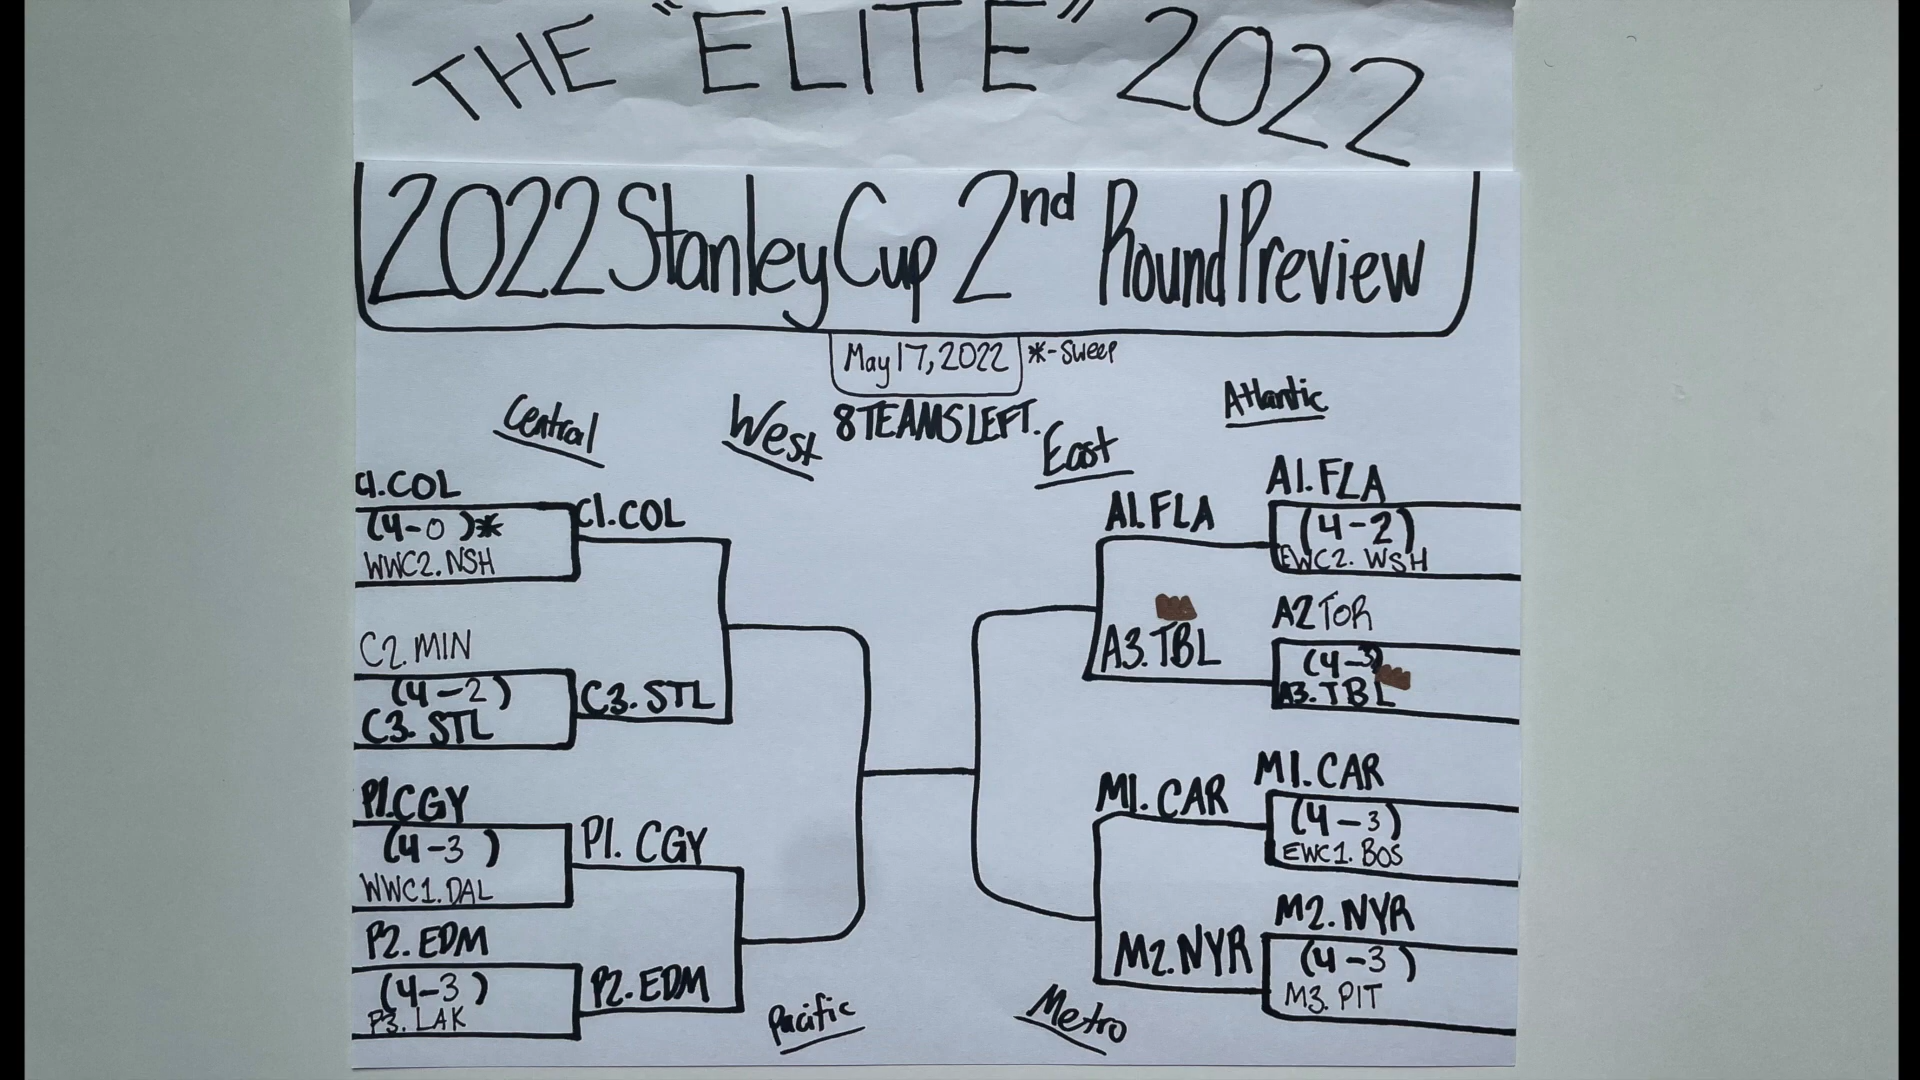 THE "ELITE" 2022
2022 Stanley Cup 2nd Round Preview
May 17, 2022 *-Sweep
8 TEAMS LEFT.
Central
West
East
Atlantic
C1.COL
(4-0)*
WWC2.NSH
C2.MIN
(4-2)
C3.STL
P1.CGY
(4-3)
WWC1.DAL
P2.EDM
(4-3)
P3.LAK
C1.COL
C3.STL
P1.CGY
P2.EDM
A1.FLA
A3.TBL
M1.CAR
M2.NYR
A1.FLA
(4-2)
EWC2.WSH
A2 TOR
(4-3)
A3.TBL
M1.CAR
(4-3)
EWC1.BOS
M2.NYR
(4-3)
M3.PIT
Pacific
Metro